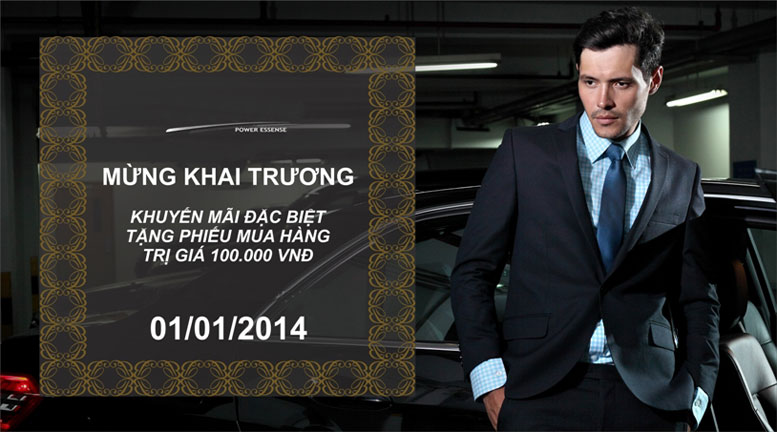 POWER ESSENSE
MỪNG KHAI TRƯƠNG
KHUYẾN MÃI ĐẶC BIỆT
TẶNG PHIẾU MUA HÀNG
TRỊ GIÁ 100.000 VNĐ
01/01/2014